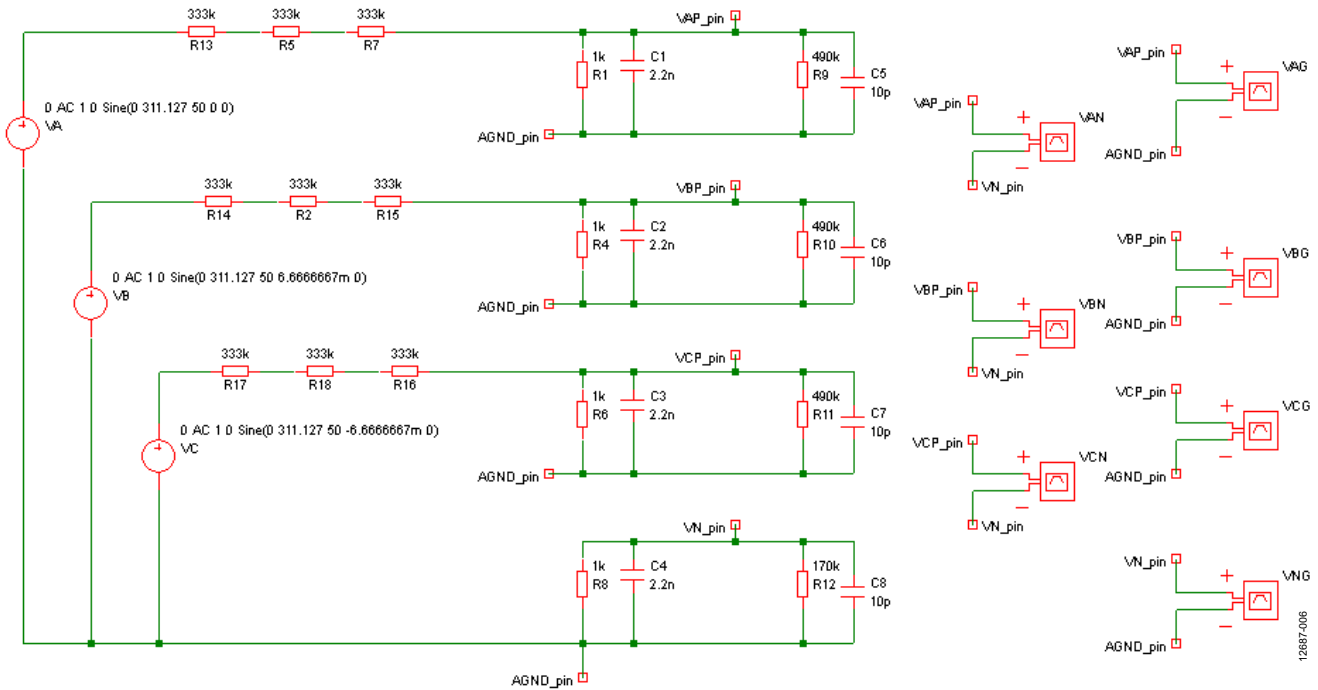 333k 333k 333k
R13 R5 R7
0 AC 1 0 Sine(0 311.127 50 0 0)
VA
VAP_pin
1k
R1
C1
2.2n
490k
R9
C5
10p
AGND_pin
333k 333k 333k
R14 R2 R15
0 AC 1 0 Sine(0 311.127 50 6.6666667m 0)
VB
VBP_pin
1k
R4
C2
2.2n
490k
R10
C6
10p
AGND_pin
333k 333k 333k
R17 R18 R16
0 AC 1 0 Sine(0 311.127 50 -6.6666667m 0)
VC
VCP_pin
1k
R6
C3
2.2n
490k
R11
C7
10p
AGND_pin
VN_pin
1k
R8
C4
2.2n
170k
R12
C8
10p
AGND_pin
VAP_pin
VAN
VN_pin
VBP_pin
VBN
VN_pin
VCP_pin
VCN
VN_pin
VAP_pin
VAG
AGND_pin
VBP_pin
VBG
AGND_pin
VCP_pin
VCG
AGND_pin
VN_pin
VNG
AGND_pin
12687-006